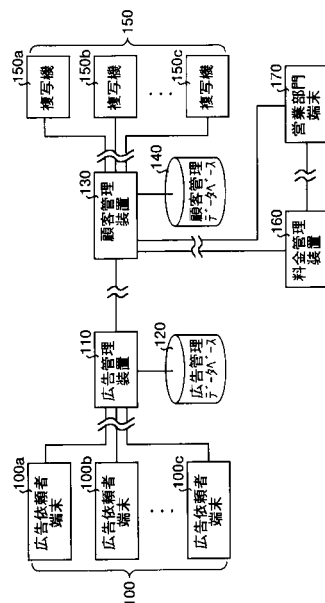 100
100a
広告依頼者
端末
100b
広告依頼者
端末
100c
広告依頼者
端末
110
広告管理
装置
120
広告管理
データベース
130
顧客管理
装置
140
顧客管理
データベース
150
150a
複写機
150b
複写機
150c
複写機
160
料金管理
装置
170
営業部門
端末